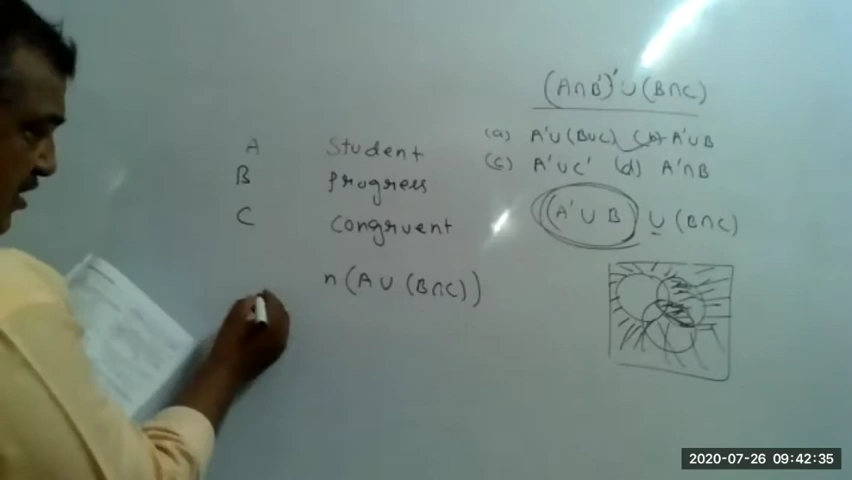 A Student
B Progress
C Congruent
n(A∪(B∩C))
(A∩B')'∪(B∩C)
(a) A'∪(B∪C) (b) A'∪B
(c) A'∪C' (d) A'∩B
(A'∪B) ∪ (B∩C)
2020-07-26 09:42:35